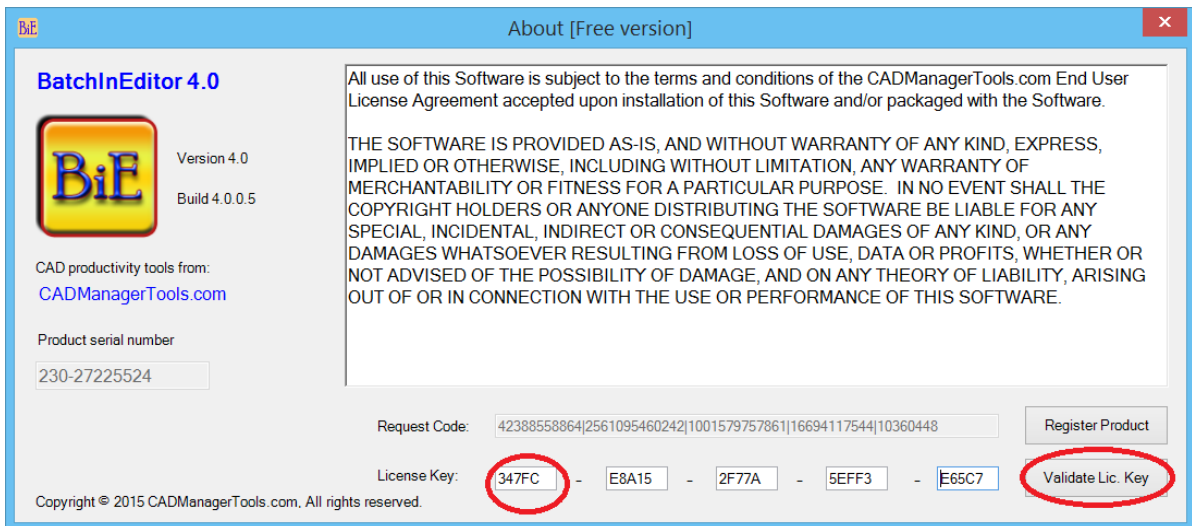 BiE
About [Free version]
×
BatchInEditor 4.0
BiE
Version 4.0
Build 4.0.0.5
CAD productivity tools from:
CADManagerTools.com
Product serial number
230-27225524
All use of this Software is subject to the terms and conditions of the CADManagerTools.com End User
License Agreement accepted upon installation of this Software and/or packaged with the Software.
THE SOFTWARE IS PROVIDED AS-IS, AND WITHOUT WARRANTY OF ANY KIND, EXPRESS,
IMPLIED OR OTHERWISE, INCLUDING WITHOUT LIMITATION, ANY WARRANTY OF
MERCHANTABILITY OR FITNESS FOR A PARTICULAR PURPOSE.  IN NO EVENT SHALL THE
COPYRIGHT HOLDERS OR ANYONE DISTRIBUTING THE SOFTWARE BE LIABLE FOR ANY
SPECIAL, INCIDENTAL, INDIRECT OR CONSEQUENTIAL DAMAGES OF ANY KIND, OR ANY
DAMAGES WHATSOEVER RESULTING FROM LOSS OF USE, DATA OR PROFITS, WHETHER OR
NOT ADVISED OF THE POSSIBILITY OF DAMAGE, AND ON ANY THEORY OF LIABILITY, ARISING
OUT OF OR IN CONNECTION WITH THE USE OR PERFORMANCE OF THIS SOFTWARE.
Request Code: 42388558864|2561095460242|1001579757861|16694117544|10360448 Register Product
License Key: 347FC - E8A15 - 2F77A - 5EFF3 - E65C7 Validate Lic. Key
Copyright © 2015 CADManagerTools.com, All rights reserved.